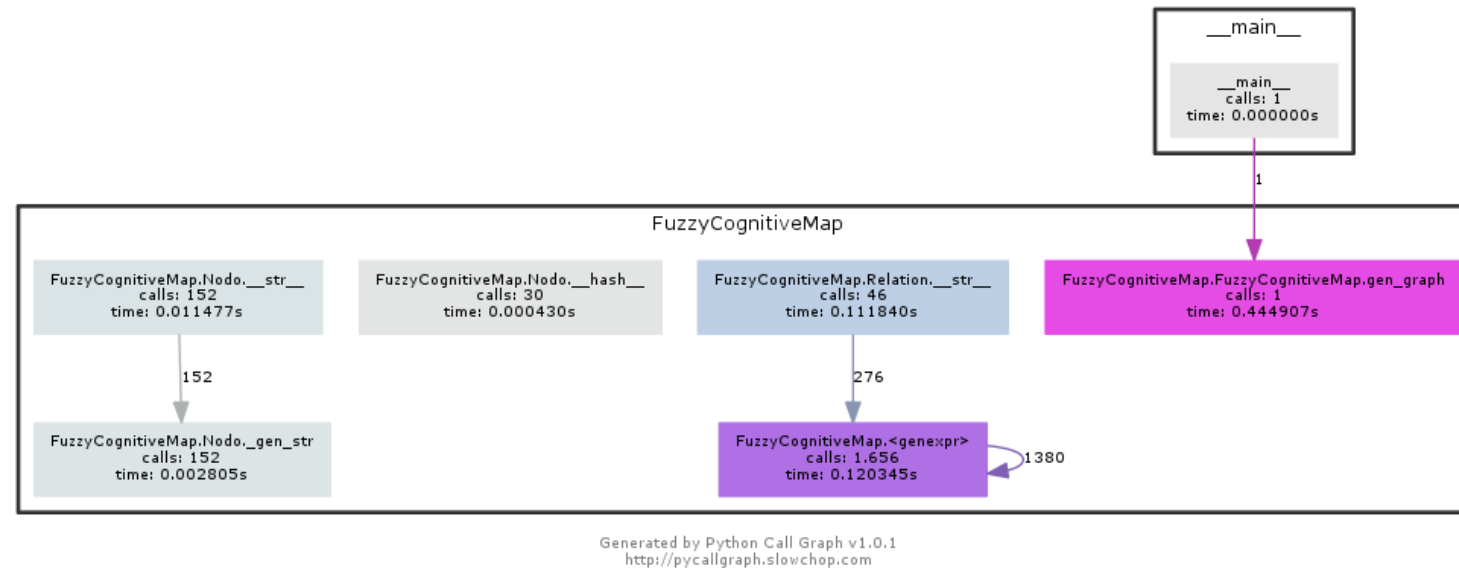 __main__
__main__
calls: 1
time: 0.000000s
1
FuzzyCognitiveMap
FuzzyCognitiveMap.Nodo.__str__
calls: 152
time: 0.011477s
FuzzyCognitiveMap.Nodo.__hash__
calls: 30
time: 0.000430s
FuzzyCognitiveMap.Relation.__str__
calls: 46
time: 0.111840s
FuzzyCognitiveMap.FuzzyCognitiveMap.gen_graph
calls: 1
time: 0.444907s
152
276
FuzzyCognitiveMap.Nodo._gen_str
calls: 152
time: 0.002805s
FuzzyCognitiveMap.<genexpr>
calls: 1.656
time: 0.120345s
1380
Generated by Python Call Graph v1.0.1
http://pycallgraph.slowchop.com